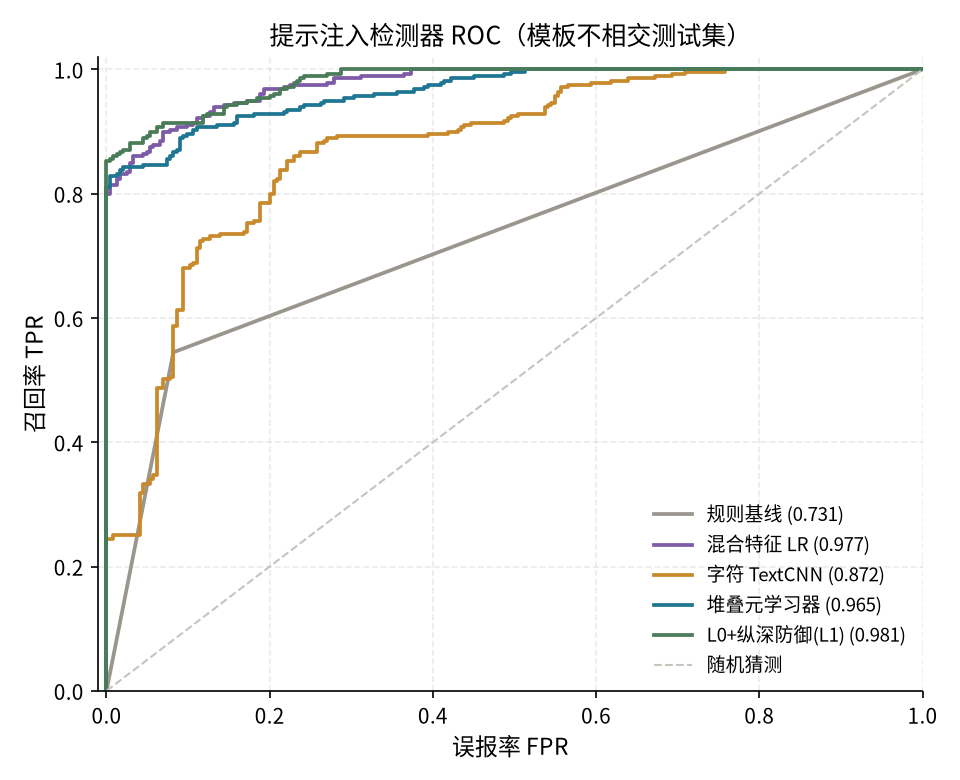 提示注入检测器 ROC（模板不相交测试集）
召回率 TPR
1.0
0.8
0.6
0.4
0.2
0.0
0.0 0.2 0.4 0.6 0.8 1.0
误报率 FPR
规则基线 (0.731)
混合特征 LR (0.977)
字符 TextCNN (0.872)
堆叠元学习器 (0.965)
L0+纵深防御(L1) (0.981)
随机猜测